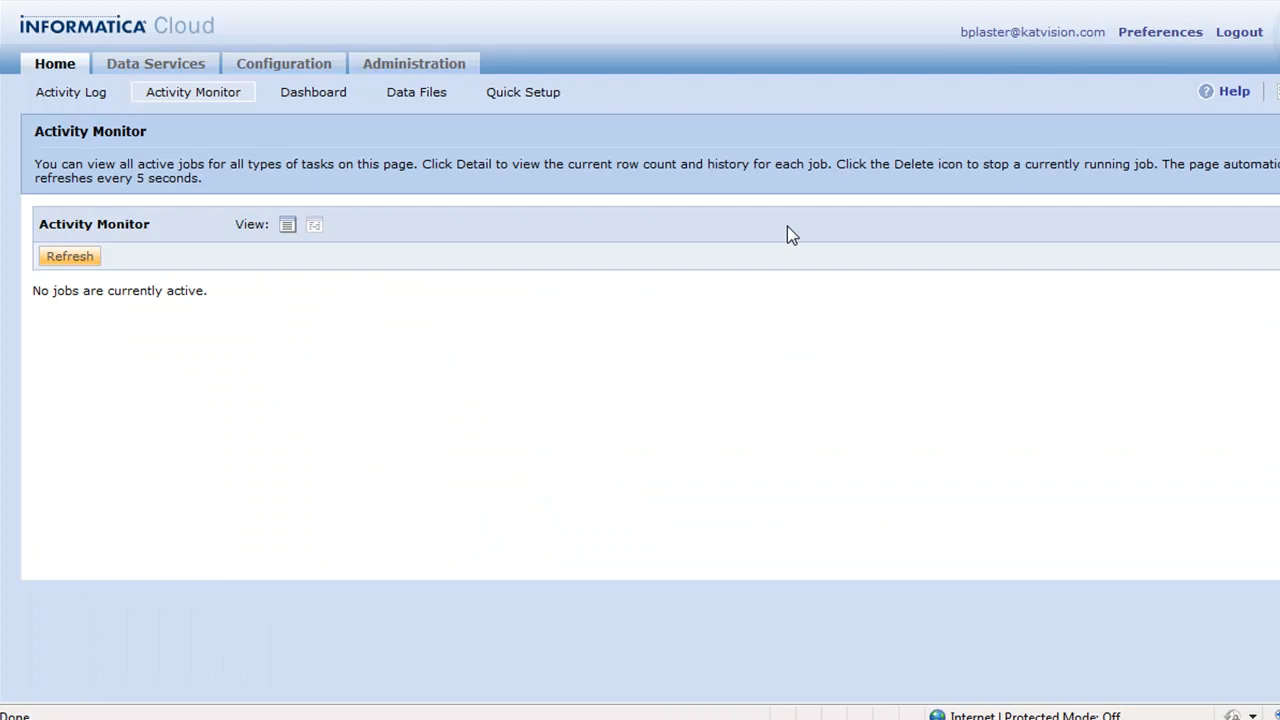 INFORMATICA Cloud
bplaster@katvision.com Preferences Logout
Home Data Services Configuration Administration
Activity Log Activity Monitor Dashboard Data Files Quick Setup Help
Activity Monitor
You can view all active jobs for all types of tasks on this page. Click Detail to view the current row count and history for each job. Click the Delete icon to stop a currently running job. The page automatic
refreshes every 5 seconds.
Activity Monitor View:
Refresh
No jobs are currently active.
Done Internet | Protected Mode: Off